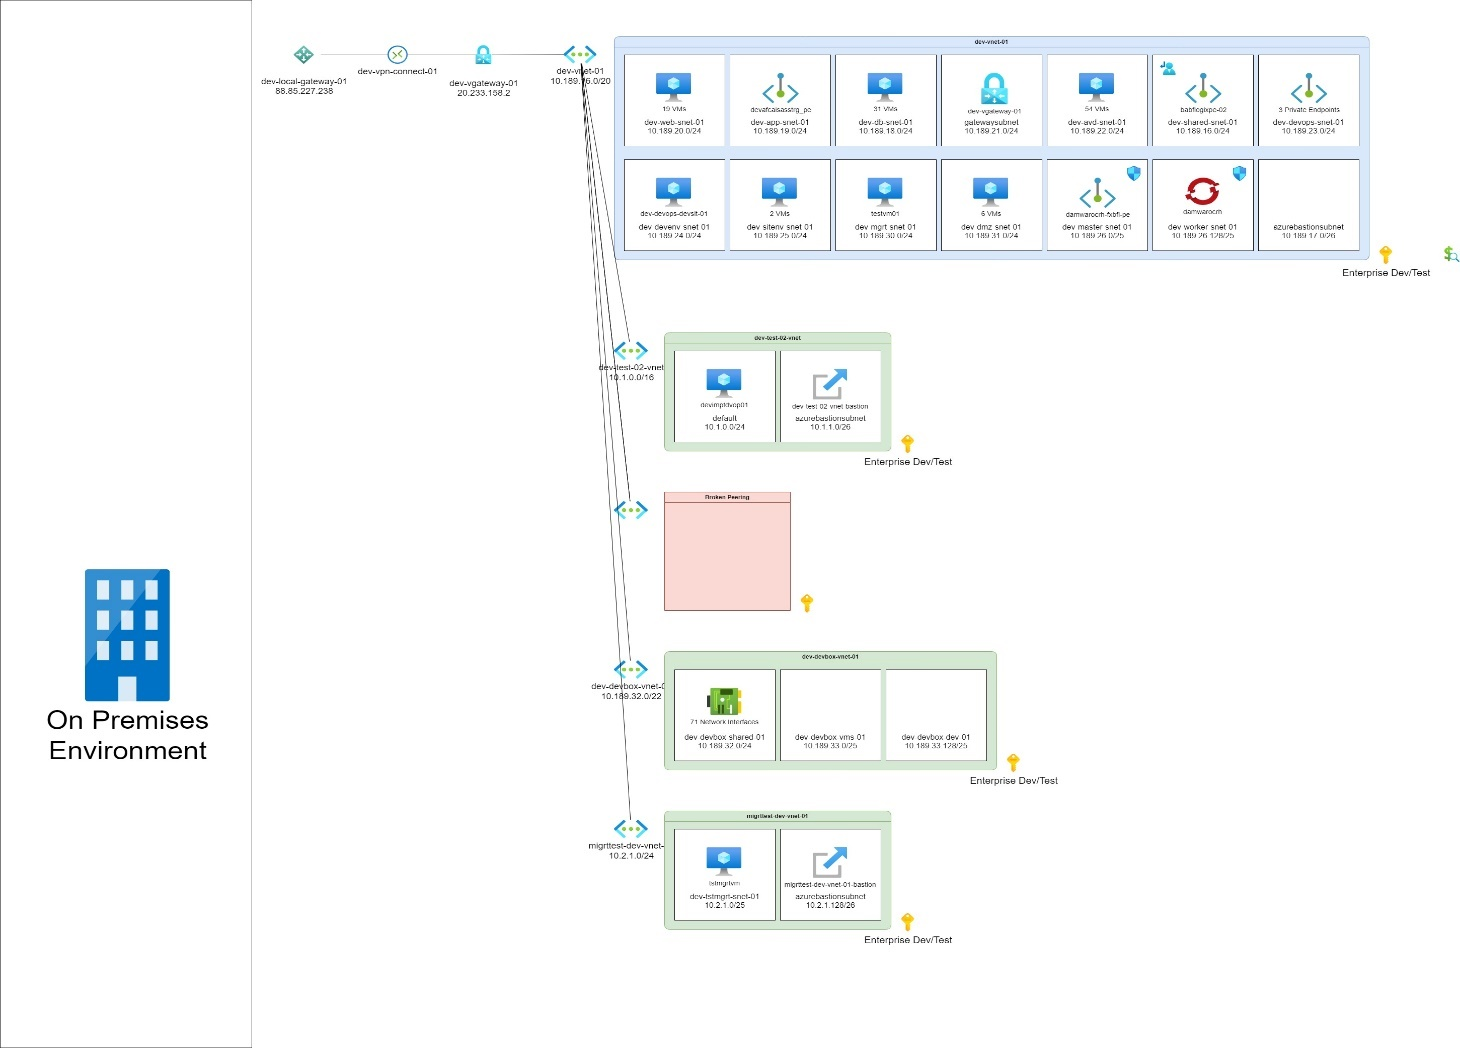 dev-local-gateway-01
88.85.227.238
dev-vpn-connect-01
dev-vgateway-01
20.233.158.2
dev-vnet-01
10.189.16.0/20
dev-vnet-01
19 VMs
dev-web-snet-01
10.189.20.0/24
devafcaisasstrg_pe
dev-app-snet-01
10.189.19.0/24
31 VMs
dev-db-snet-01
10.189.18.0/24
dev-vgateway-01
gatewaysubnet
10.189.21.0/24
54 VMs
dev-avd-snet-01
10.189.22.0/24
dev-shared-snet-01
10.189.16.0/24
3 Private Endpoints
dev-devops-snet-01
10.189.23.0/24
dev-devops-devsit-01
dev devenv snet 01
10 189 24 0/24
2 VMs
dev sitenv snet 01
10 189 25 0/24
testvm01
dev mgrt snet 01
10 189 30 0/24
6 VMs
dev dmz snet 01
10 189 31 0/24
damwarocrh-fxbfl-pe
dev master snet 01
10 189 26 0/25
damwarocrh
dev worker snet 01
10 189 26 128/25
azurebastionsubnet
10 189 17 0/26
Enterprise Dev/Test
dev-test-02-vnet
10.1.0.0/16
dev-test-02-vnet
default
10.1.0.0/24
dev test 02 vnet bastion
azurebastionsubnet
10.1.1.0/26
Enterprise Dev/Test
Broken Peering
On Premises
Environment
dev-devbox-vnet-0
10.189.32.0/22
dev-devbox-vnet-01
71 Network Interfaces
dev devbox shared 01
10 189 32 0/24
dev devbox vms 01
10 189 33 0/25
dev devbox dev 01
10 189 33 128/25
Enterprise Dev/Test
migrttest-dev-vnet-
10.2.1.0/24
migrttest-dev-vnet-01
tstmgrtvm
dev-tstmgrt-snet-01
10.2.1.0/25
migrttest-dev-vnet-01-bastion
azurebastionsubnet
10.2.1.128/26
Enterprise Dev/Test